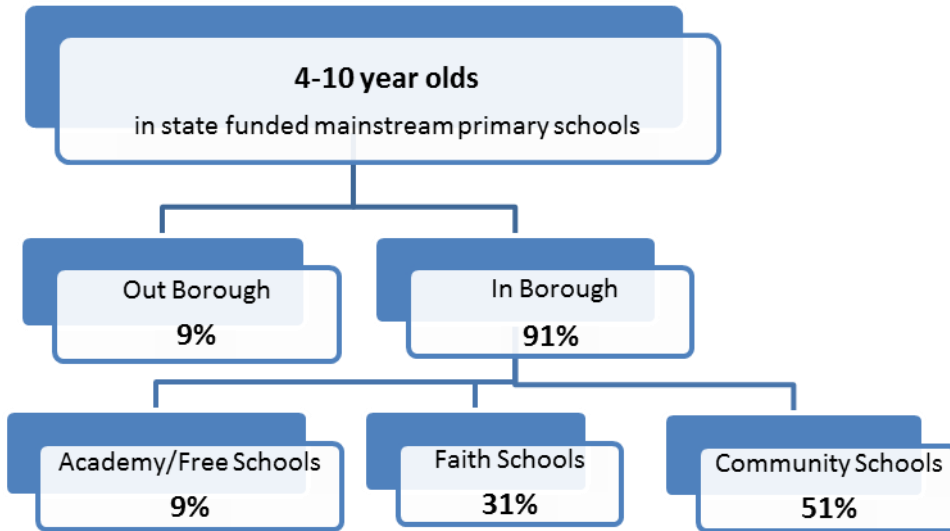 4-10 year olds
in state funded mainstream primary schools
Out Borough
9%
In Borough
91%
Academy/Free Schools
9%
Faith Schools
31%
Community Schools
51%